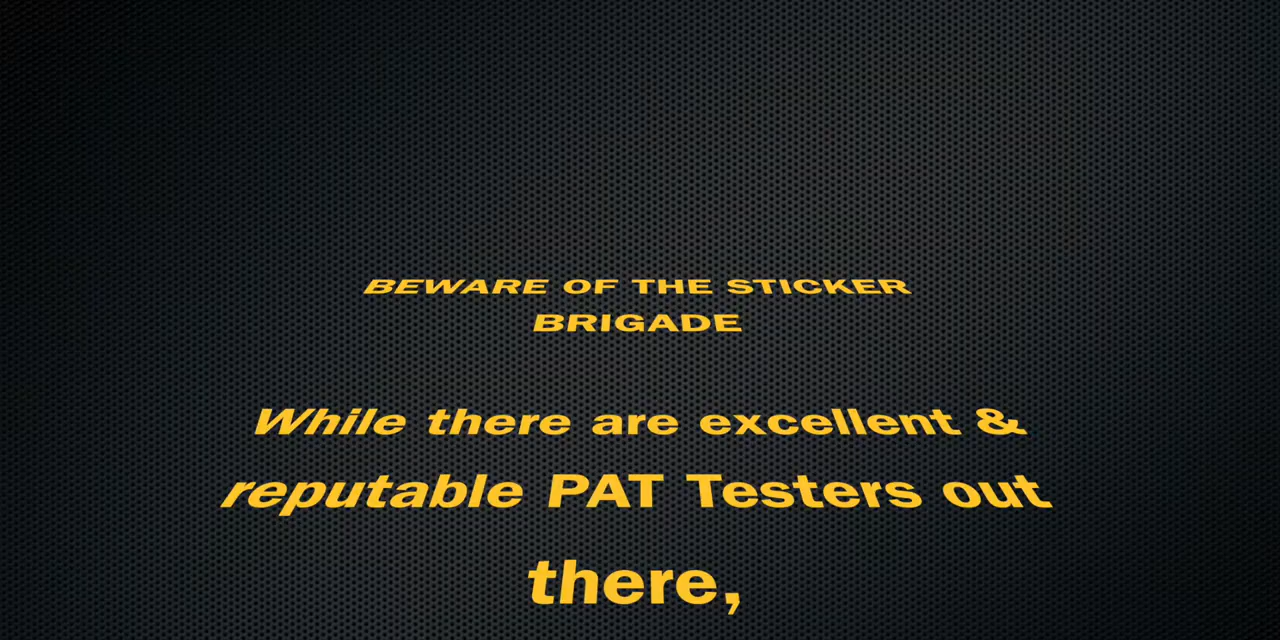 BEWARE OF THE STICKER
BRIGADE
While there are excellent &
reputable PAT Testers out
there,